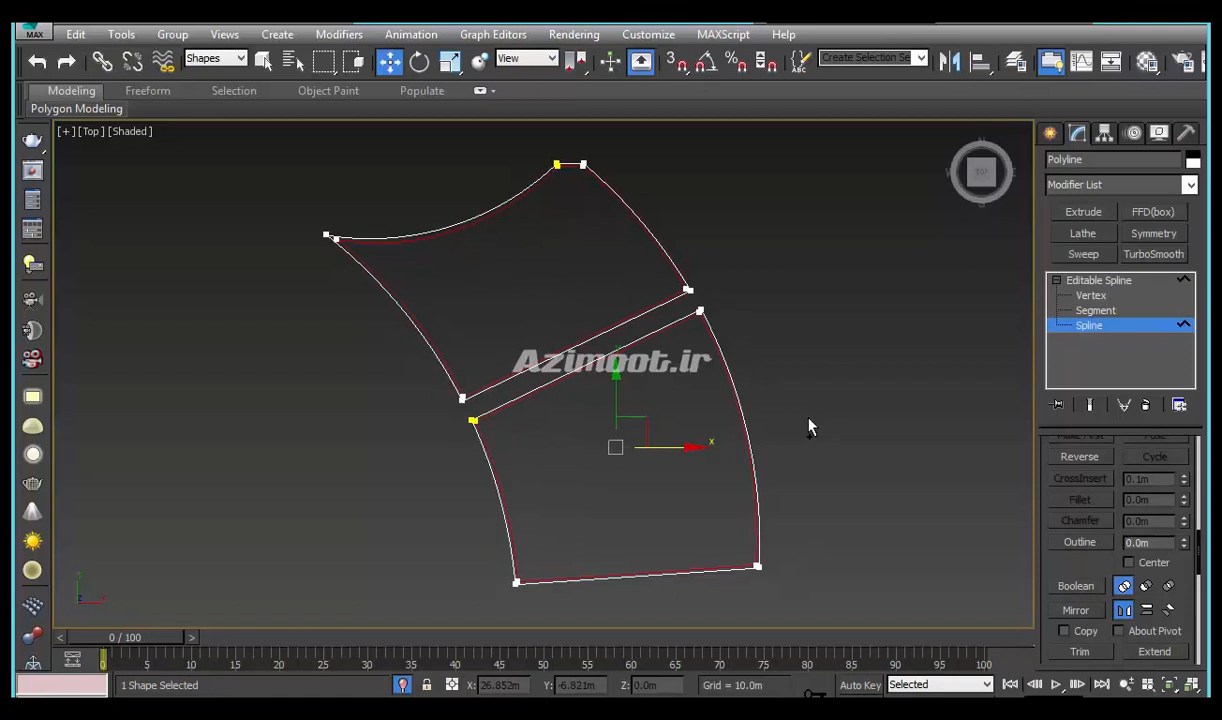 MAX Edit Tools Group Views Create Modifiers Animation Graph Editors Rendering Customize MAXScript Help
Shapes View 3 Create Selection Se
Modeling Freeform Selection Object Paint Populate
Polygon Modeling
[+] [Top] [Shaded]
N
TOP
Polyline
Modifier List
Extrude FFD(box)
Lathe Symmetry
Sweep TurboSmooth
Editable Spline
Vertex
Segment
Spline
Azimoot.ir
x
Reverse Cycle
CrossInsert 0.1m
Fillet 0.0m
Chamfer 0.0m
Outline 0.0m
Center
Boolean
Mirror
Copy About Pivot
Trim Extend
< 0 / 100 >
0 5 10 15 20 25 30 35 40 45 50 55 60 65 70 75 80 85 90 95 100
1 Shape Selected X: 26.852m Y: -6.821m Z: 0.0m Grid = 10.0m Auto Key Selected